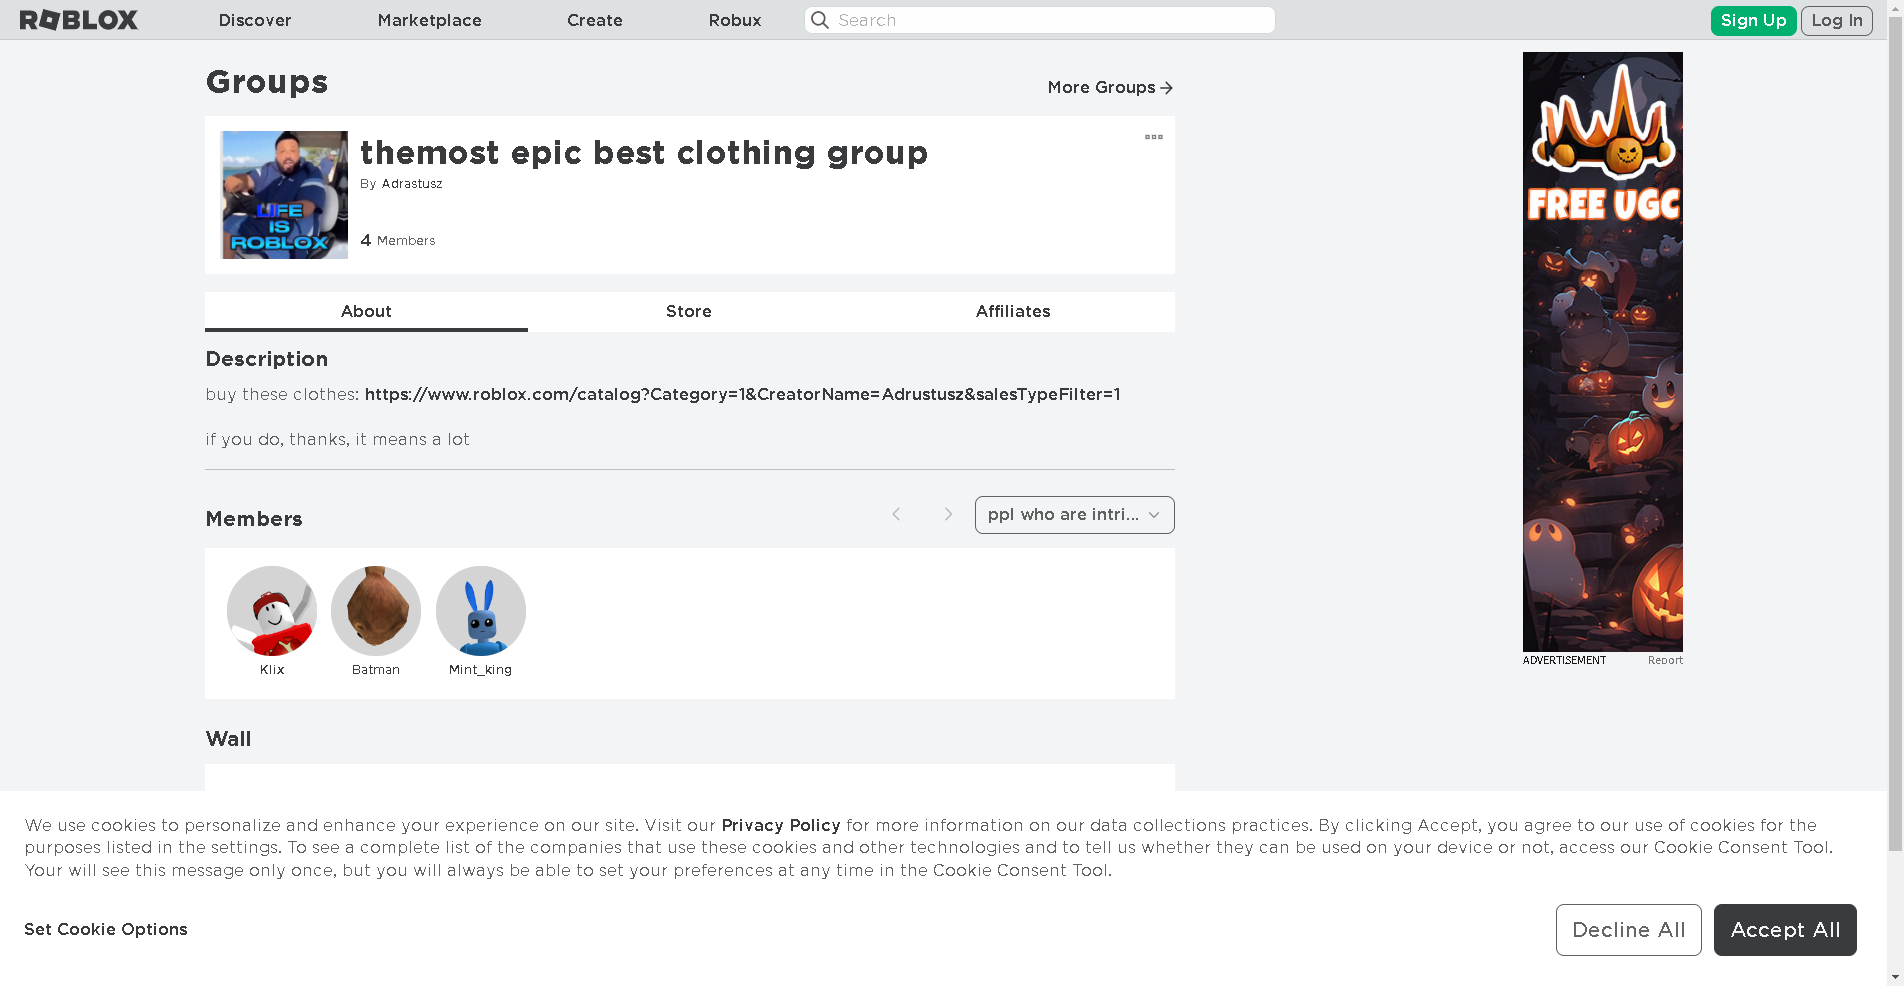 ROBLOX
Discover
Marketplace
Create
Robux
Search
Sign Up
Log In
Groups
More Groups
themost epic best clothing group
By Adrastusz
4 Members
LIFE
IS
ROBLOX
About
Store
Affiliates
Description
buy these clothes: https://www.roblox.com/catalog?Category=1&CreatorName=Adrustusz&salesTypeFilter=1
if you do, thanks, it means a lot
Members
ppl who are intri...
Klix
Batman
Mint_king
Wall
FREE UGC
ADVERTISEMENT
Report
We use cookies to personalize and enhance your experience on our site. Visit our Privacy Policy for more information on our data collections practices. By clicking Accept, you agree to our use of cookies for the
purposes listed in the settings. To see a complete list of the companies that use these cookies and other technologies and to tell us whether they can be used on your device or not, access our Cookie Consent Tool.
Your will see this message only once, but you will always be able to set your preferences at any time in the Cookie Consent Tool.
Set Cookie Options
Decline All
Accept All